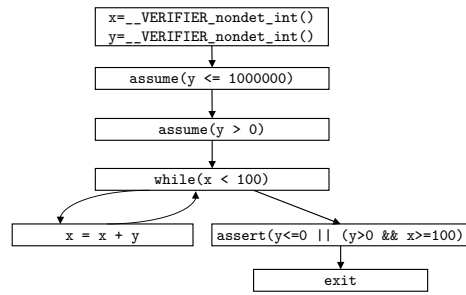 x=__VERIFIER_nondet_int()
y=__VERIFIER_nondet_int()
assume(y <= 1000000)
assume(y > 0)
while(x < 100)
x = x + y
assert(y<=0 || (y>0 && x>=100)
exit